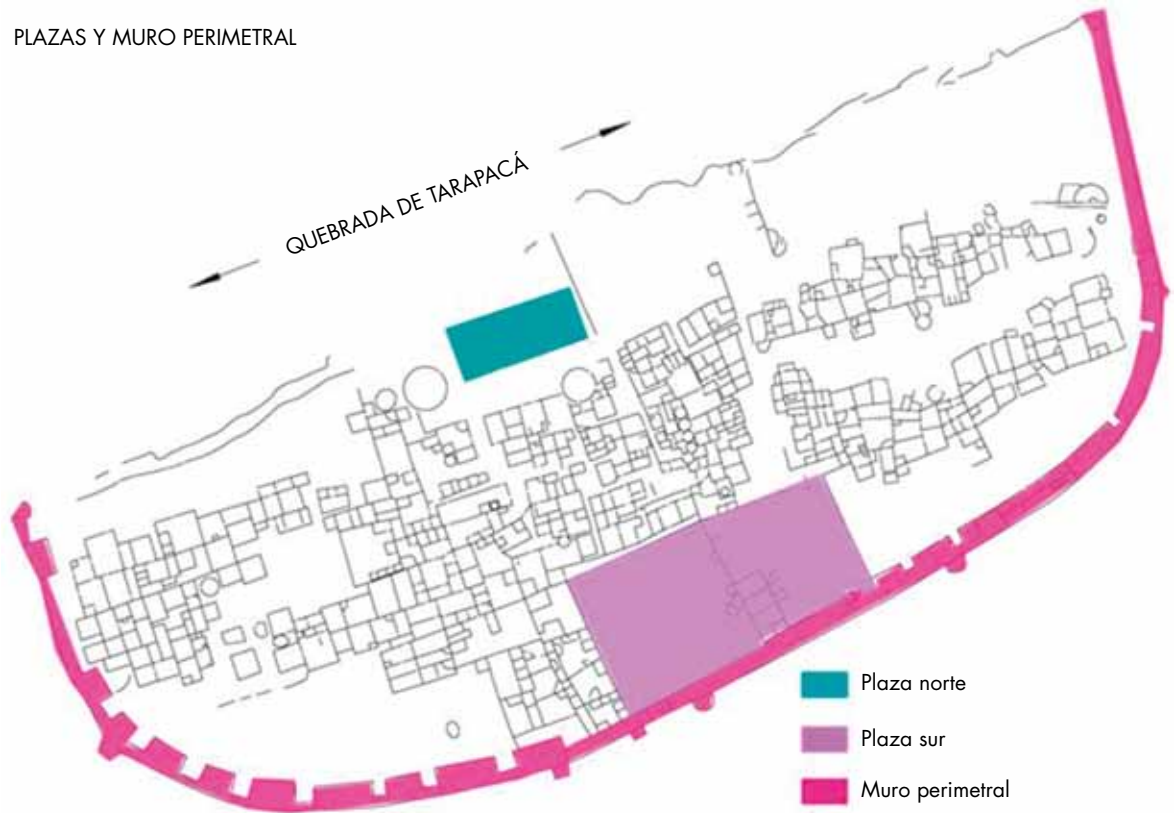 PLAZAS Y MURO PERIMETRAL
QUEBRADA DE TARAPACÁ
Plaza norte
Plaza sur
Muro perimetral